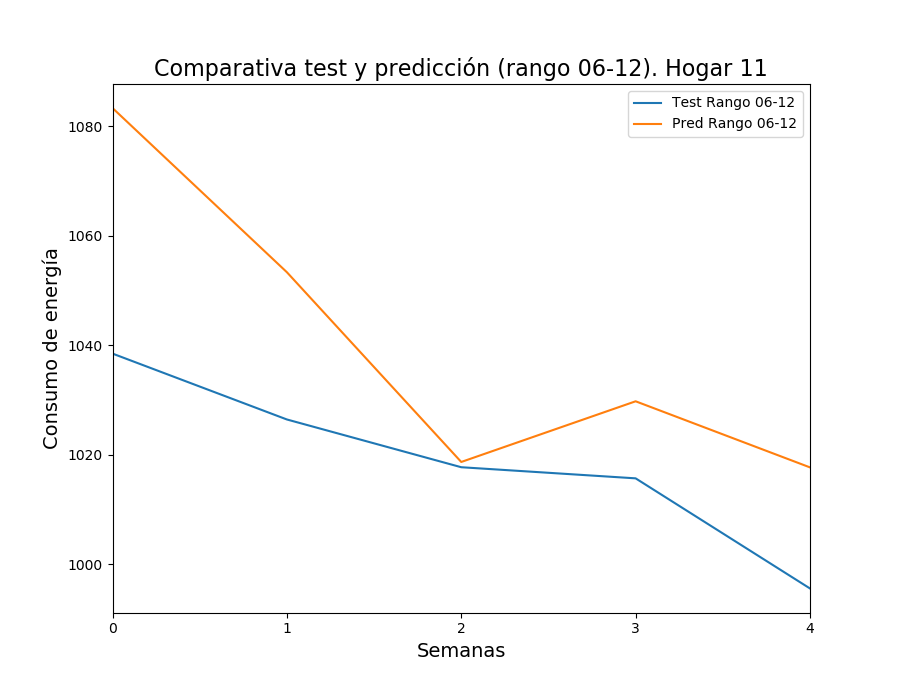 Comparativa test y predicción (rango 06-12). Hogar 11
Test Rango 06-12
Pred Rango 06-12
1080
1060
1040
1020
1000
Consumo de energía
0 1 2 3 4
Semanas